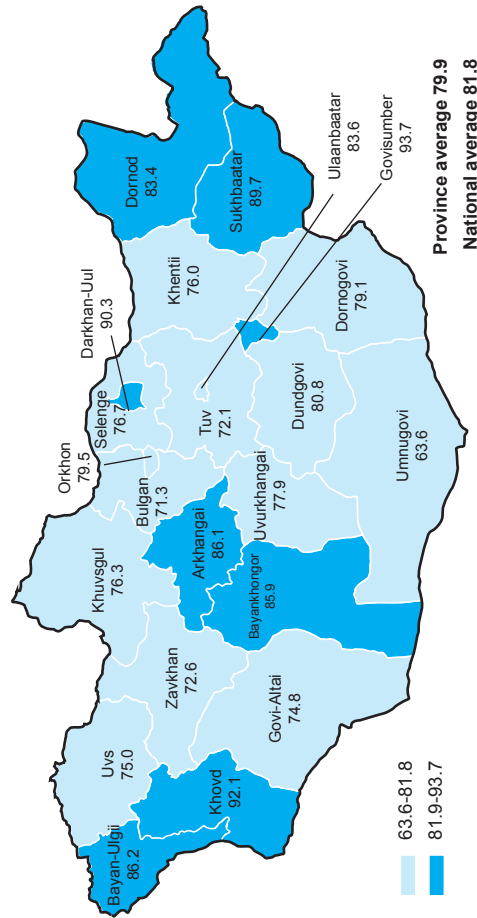 Bayan-Ulgii
86.2
Uvs
75.0
Khovd
92.1
Zavkhan
72.6
Govi-Altai
74.8
Khuvsgul
76.3
Arkhangai
86.1
Bayankhongor
85.9
Orkhon
79.5
Bulgan
71.3
Uvurkhangai
77.9
Selenge
76.7
Darkhan-Uul
90.3
Tuv
72.1
Dundgovi
80.8
Umnugovi
63.6
Khentii
76.0
Dornogovi
79.1
Dornod
83.4
Sukhbaatar
89.7
Ulaanbaatar
83.6
Govisumber
93.7
63.6-81.8
81.9-93.7
Province average 79.9
National average 81.8